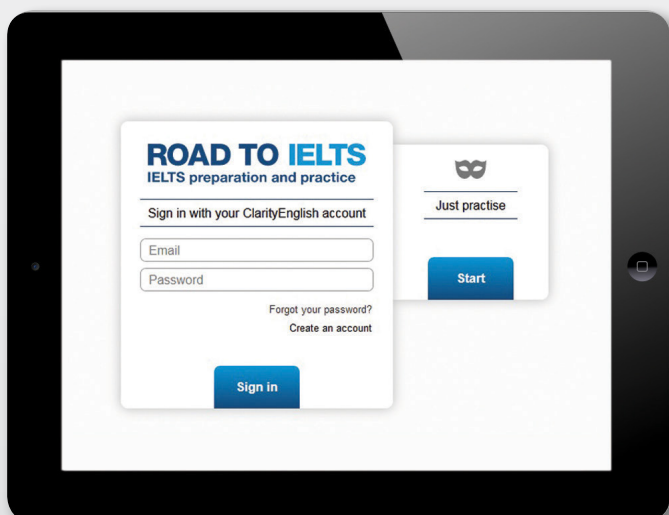 ROAD TO IELTS
IELTS preparation and practice
Sign in with your ClarityEnglish account
Email
Password
Forgot your password?
Create an account
Sign in
Just practise
Start